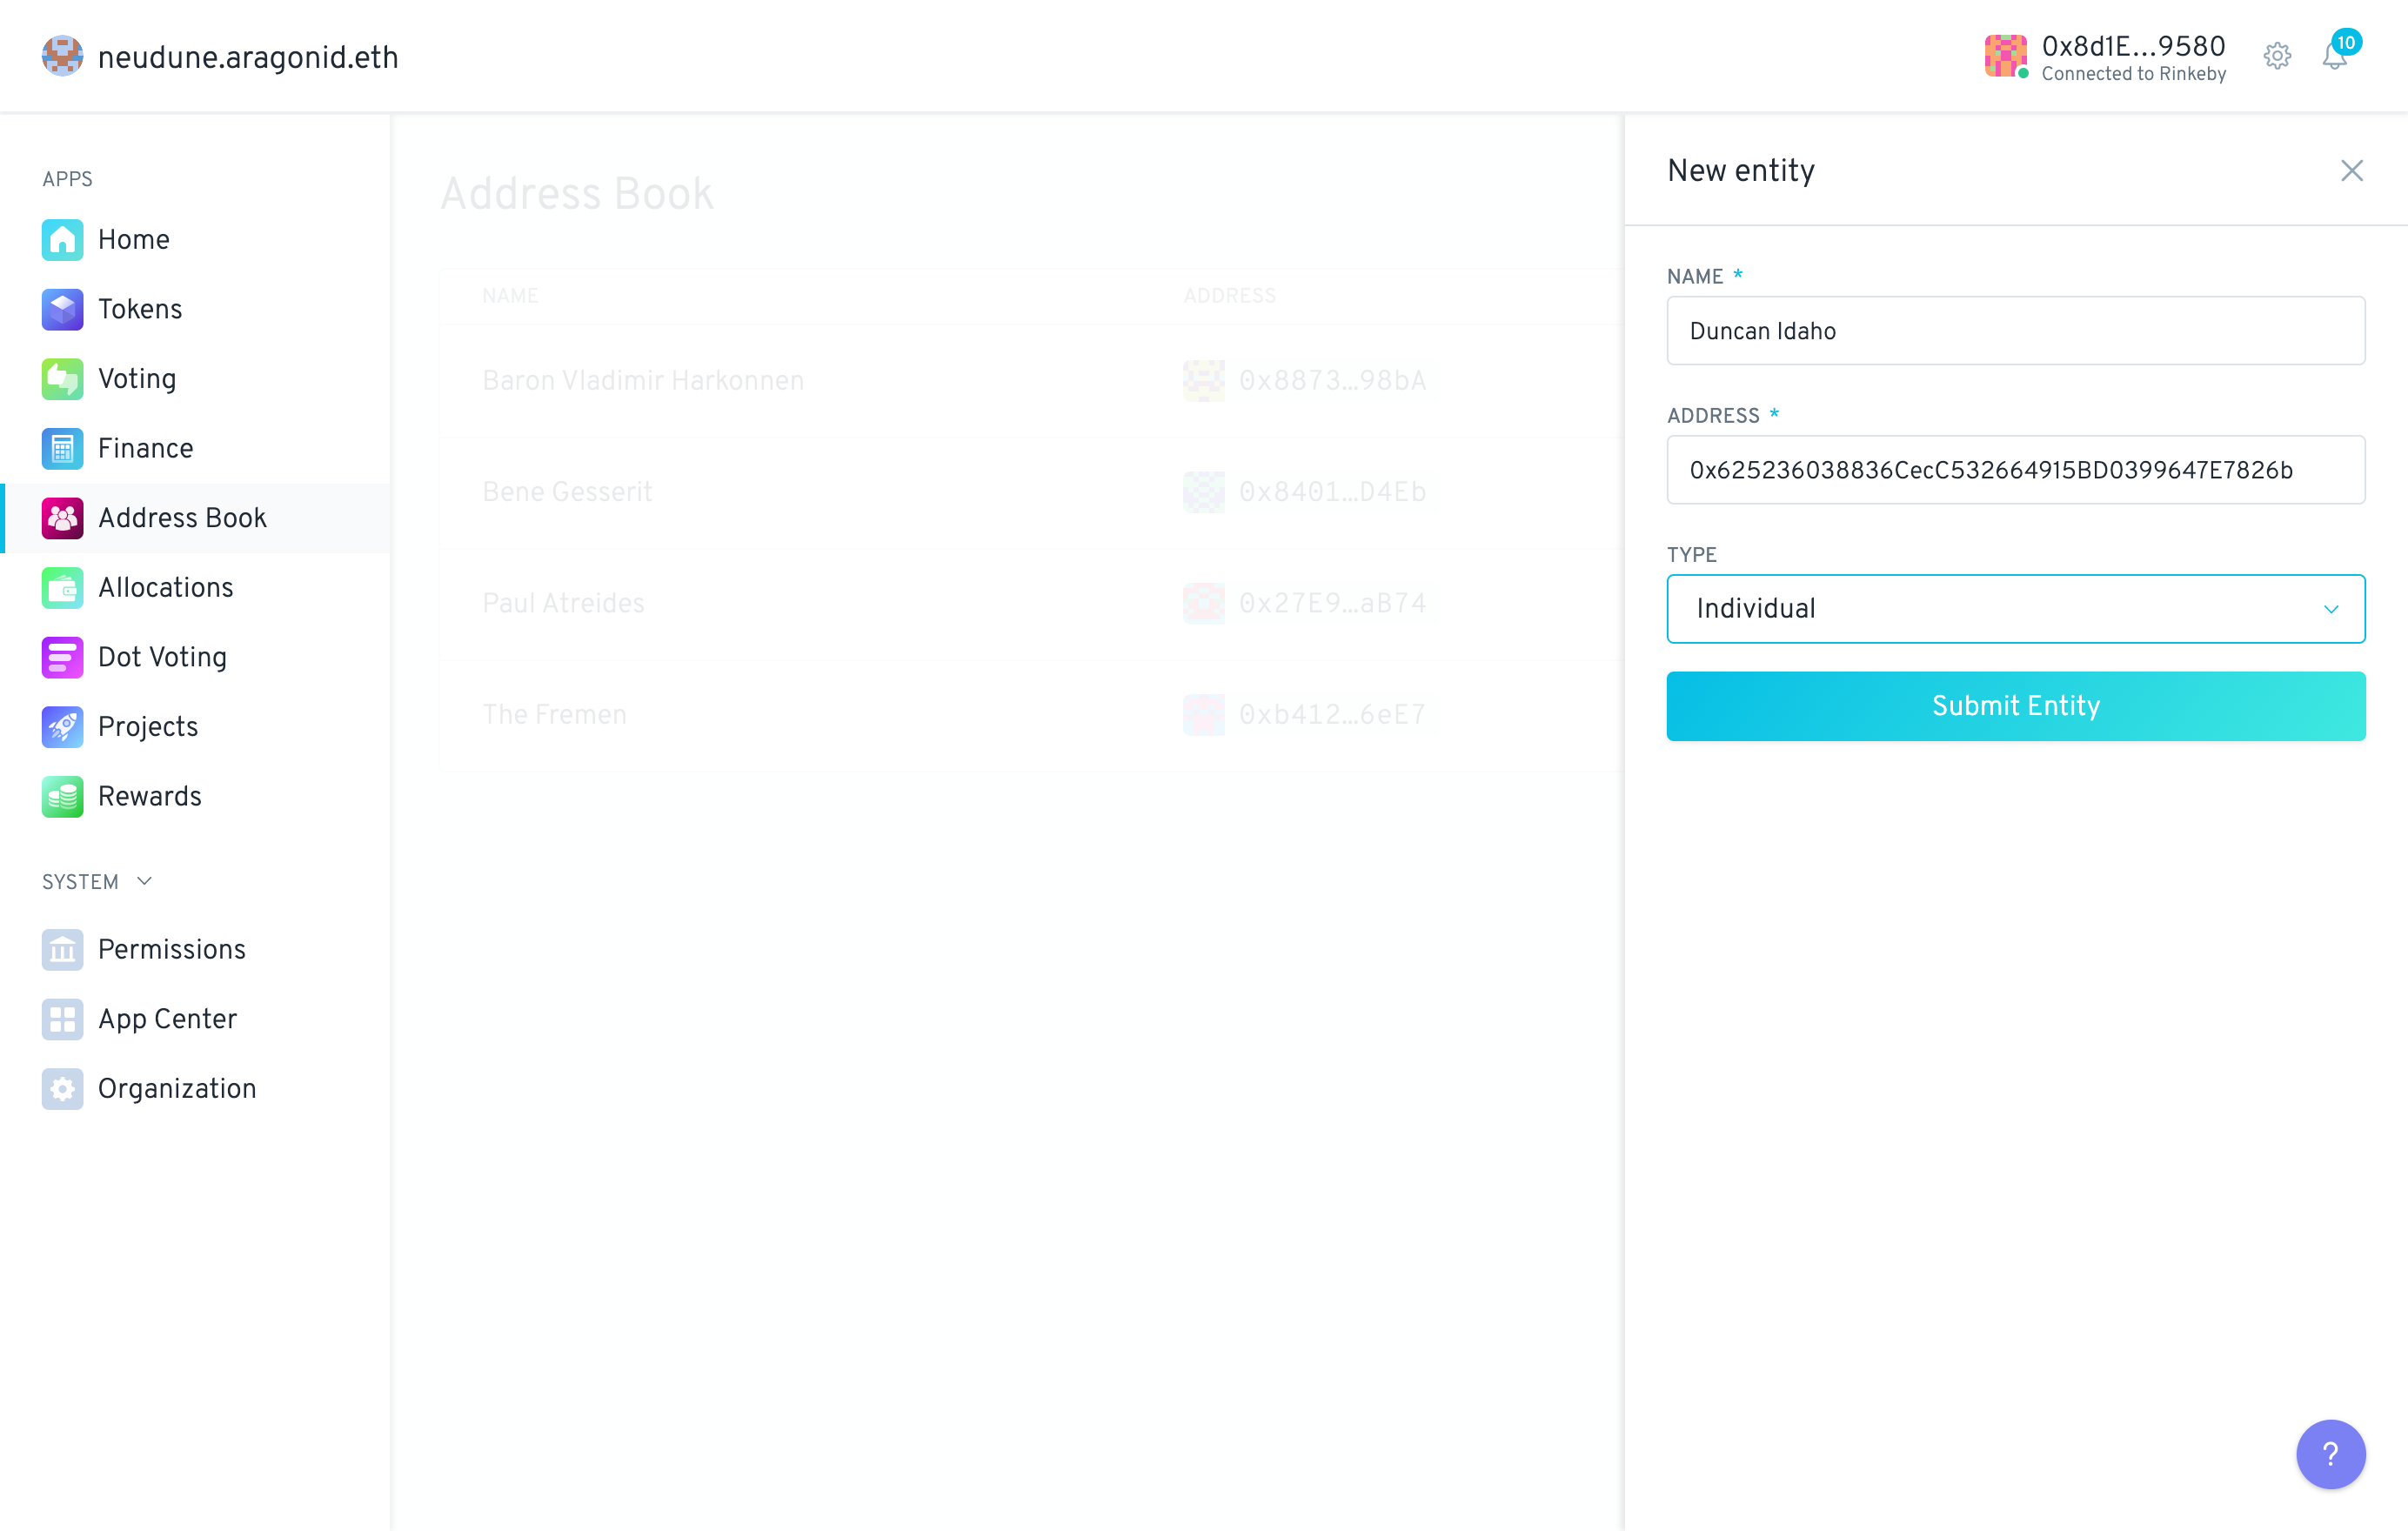 neudune.aragonid.eth
0x8d1E...9580
Connected to Rinkeby
10
APPS
Home
Tokens
Voting
Finance
Address Book
Allocations
Dot Voting
Projects
Rewards
SYSTEM
Permissions
App Center
Organization
Address Book
NAME ADDRESS
Baron Vladimir Harkonnen 0x8873…98bA
Bene Gesserit 0x8401…D4Eb
Paul Atreides 0x27E9…aB74
The Fremen 0xb412…6eE7
New entity
NAME *
Duncan Idaho
ADDRESS *
0x625236038836CecC532664915BD0399647E7826b
TYPE
Individual
Submit Entity
?